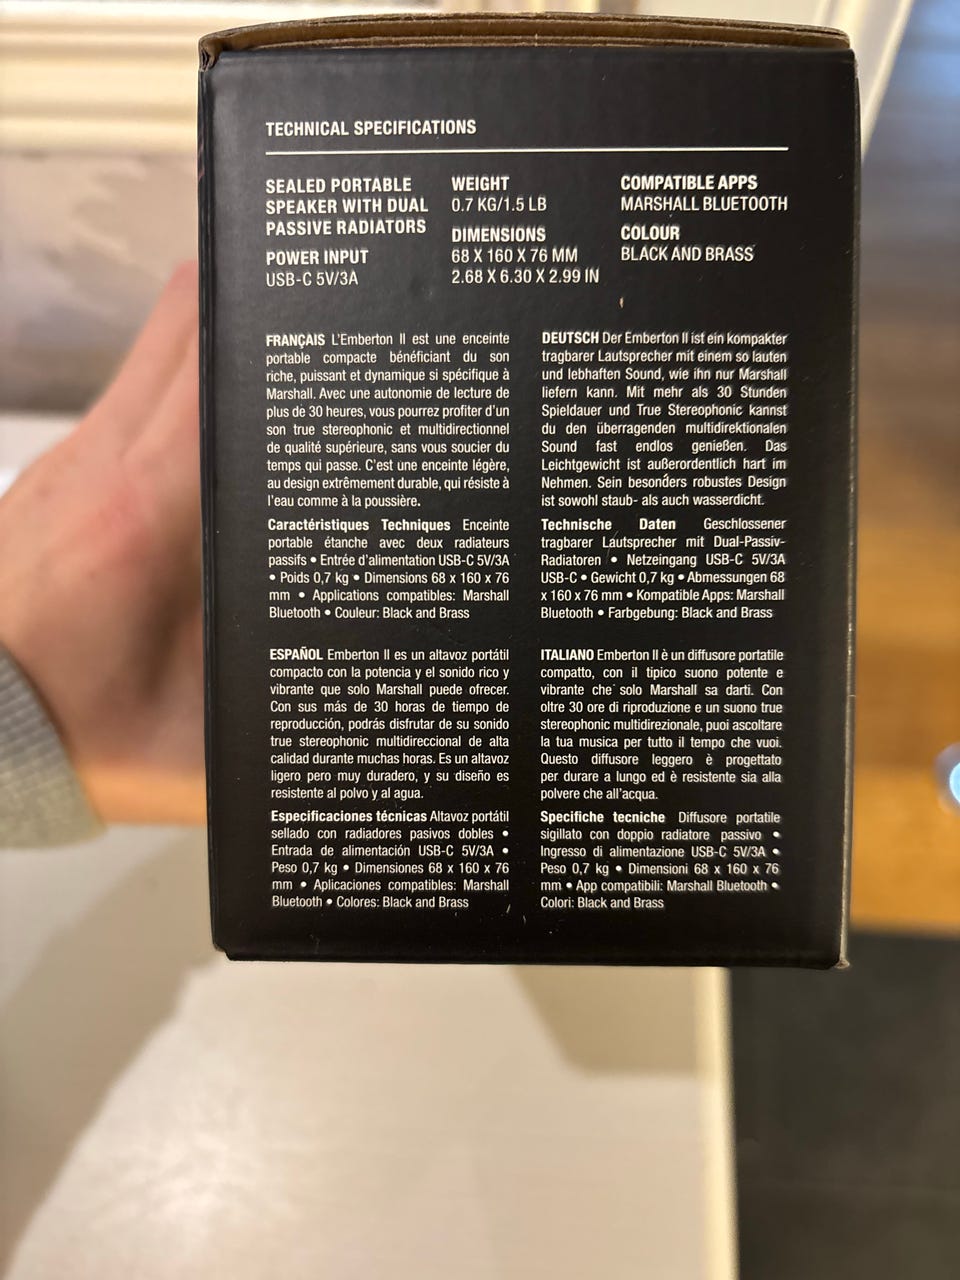 TECHNICAL SPECIFICATIONS
SEALED PORTABLE
SPEAKER WITH DUAL
PASSIVE RADIATORS
POWER INPUT
USB-C 5V/3A
WEIGHT
0.7 KG/1.5 LB
DIMENSIONS
68 X 160 X 76 MM
2.68 X 6.30 X 2.99 IN
COMPATIBLE APPS
MARSHALL BLUETOOTH
COLOUR
BLACK AND BRASS
FRANÇAIS L'Emberton II est une enceinte
portable compacte bénéficiant du son
riche, puissant et dynamique si spécifique à
Marshall. Avec une autonomie de lecture de
plus de 30 heures, vous pourrez profiter d'un
son true stereophonic et multidirectionnel
de qualité supérieure, sans vous soucier du
temps qui passe. C'est une enceinte légère,
au design extrêmement durable, qui résiste à
l'eau comme à la poussière.
Caractéristiques Techniques Enceinte
portable étanche avec deux radiateurs
passifs • Entrée d'alimentation USB-C 5V/3A
• Poids 0,7 kg • Dimensions 68 x 160 x 76
mm • Applications compatibles: Marshall
Bluetooth • Couleur: Black and Brass
DEUTSCH Der Emberton II ist ein kompakter
tragbarer Lautsprecher mit einem so lauten
und lebhaften Sound, wie ihn nur Marshall
liefern kann. Mit mehr als 30 Stunden
Spieldauer und True Stereophonic kannst
du den überragenden multidirektionalen
Sound fast endlos genießen. Das
Leichtgewicht ist außerordentlich hart im
Nehmen. Sein besonders robustes Design
ist sowohl staub- als auch wasserdicht.
Technische Daten Geschlossener
tragbarer Lautsprecher mit Dual-Passiv-
Radiatoren • Netzeingang USB-C 5V/3A
USB-C • Gewicht 0,7 kg • Abmessungen 68
x 160 x 76 mm • Kompatible Apps: Marshall
Bluetooth • Farbgebung: Black and Brass
ESPAÑOL Emberton II es un altavoz portátil
compacto con la potencia y el sonido rico y
vibrante que solo Marshall puede ofrecer.
Con sus más de 30 horas de tiempo de
reproducción, podrás disfrutar de su sonido
true stereophonic multidireccional de alta
calidad durante muchas horas. Es un altavoz
ligero pero muy duradero, y su diseño es
resistente al polvo y al agua.
Especificaciones técnicas Altavoz portátil
sellado con radiadores pasivos dobles •
Entrada de alimentación USB-C 5V/3A •
Peso 0,7 kg • Dimensiones 68 x 160 x 76
mm • Aplicaciones compatibles: Marshall
Bluetooth • Colores: Black and Brass
ITALIANO Emberton II è un diffusore portatile
compatto, con il tipico suono potente e
vibrante che solo Marshall sa darti. Con
oltre 30 ore di riproduzione e un suono true
stereophonic multidirezionale, puoi ascoltare
la tua musica per tutto il tempo che vuoi.
Questo diffusore leggero è progettato
per durare a lungo ed è resistente sia alla
polvere che all'acqua.
Specifiche tecniche Diffusore portatile
sigillato con doppio radiatore passivo •
Ingresso di alimentazione USB-C 5V/3A •
Peso 0,7 kg • Dimensioni 68 x 160 x 76
mm • App compatibili: Marshall Bluetooth •
Colori: Black and Brass